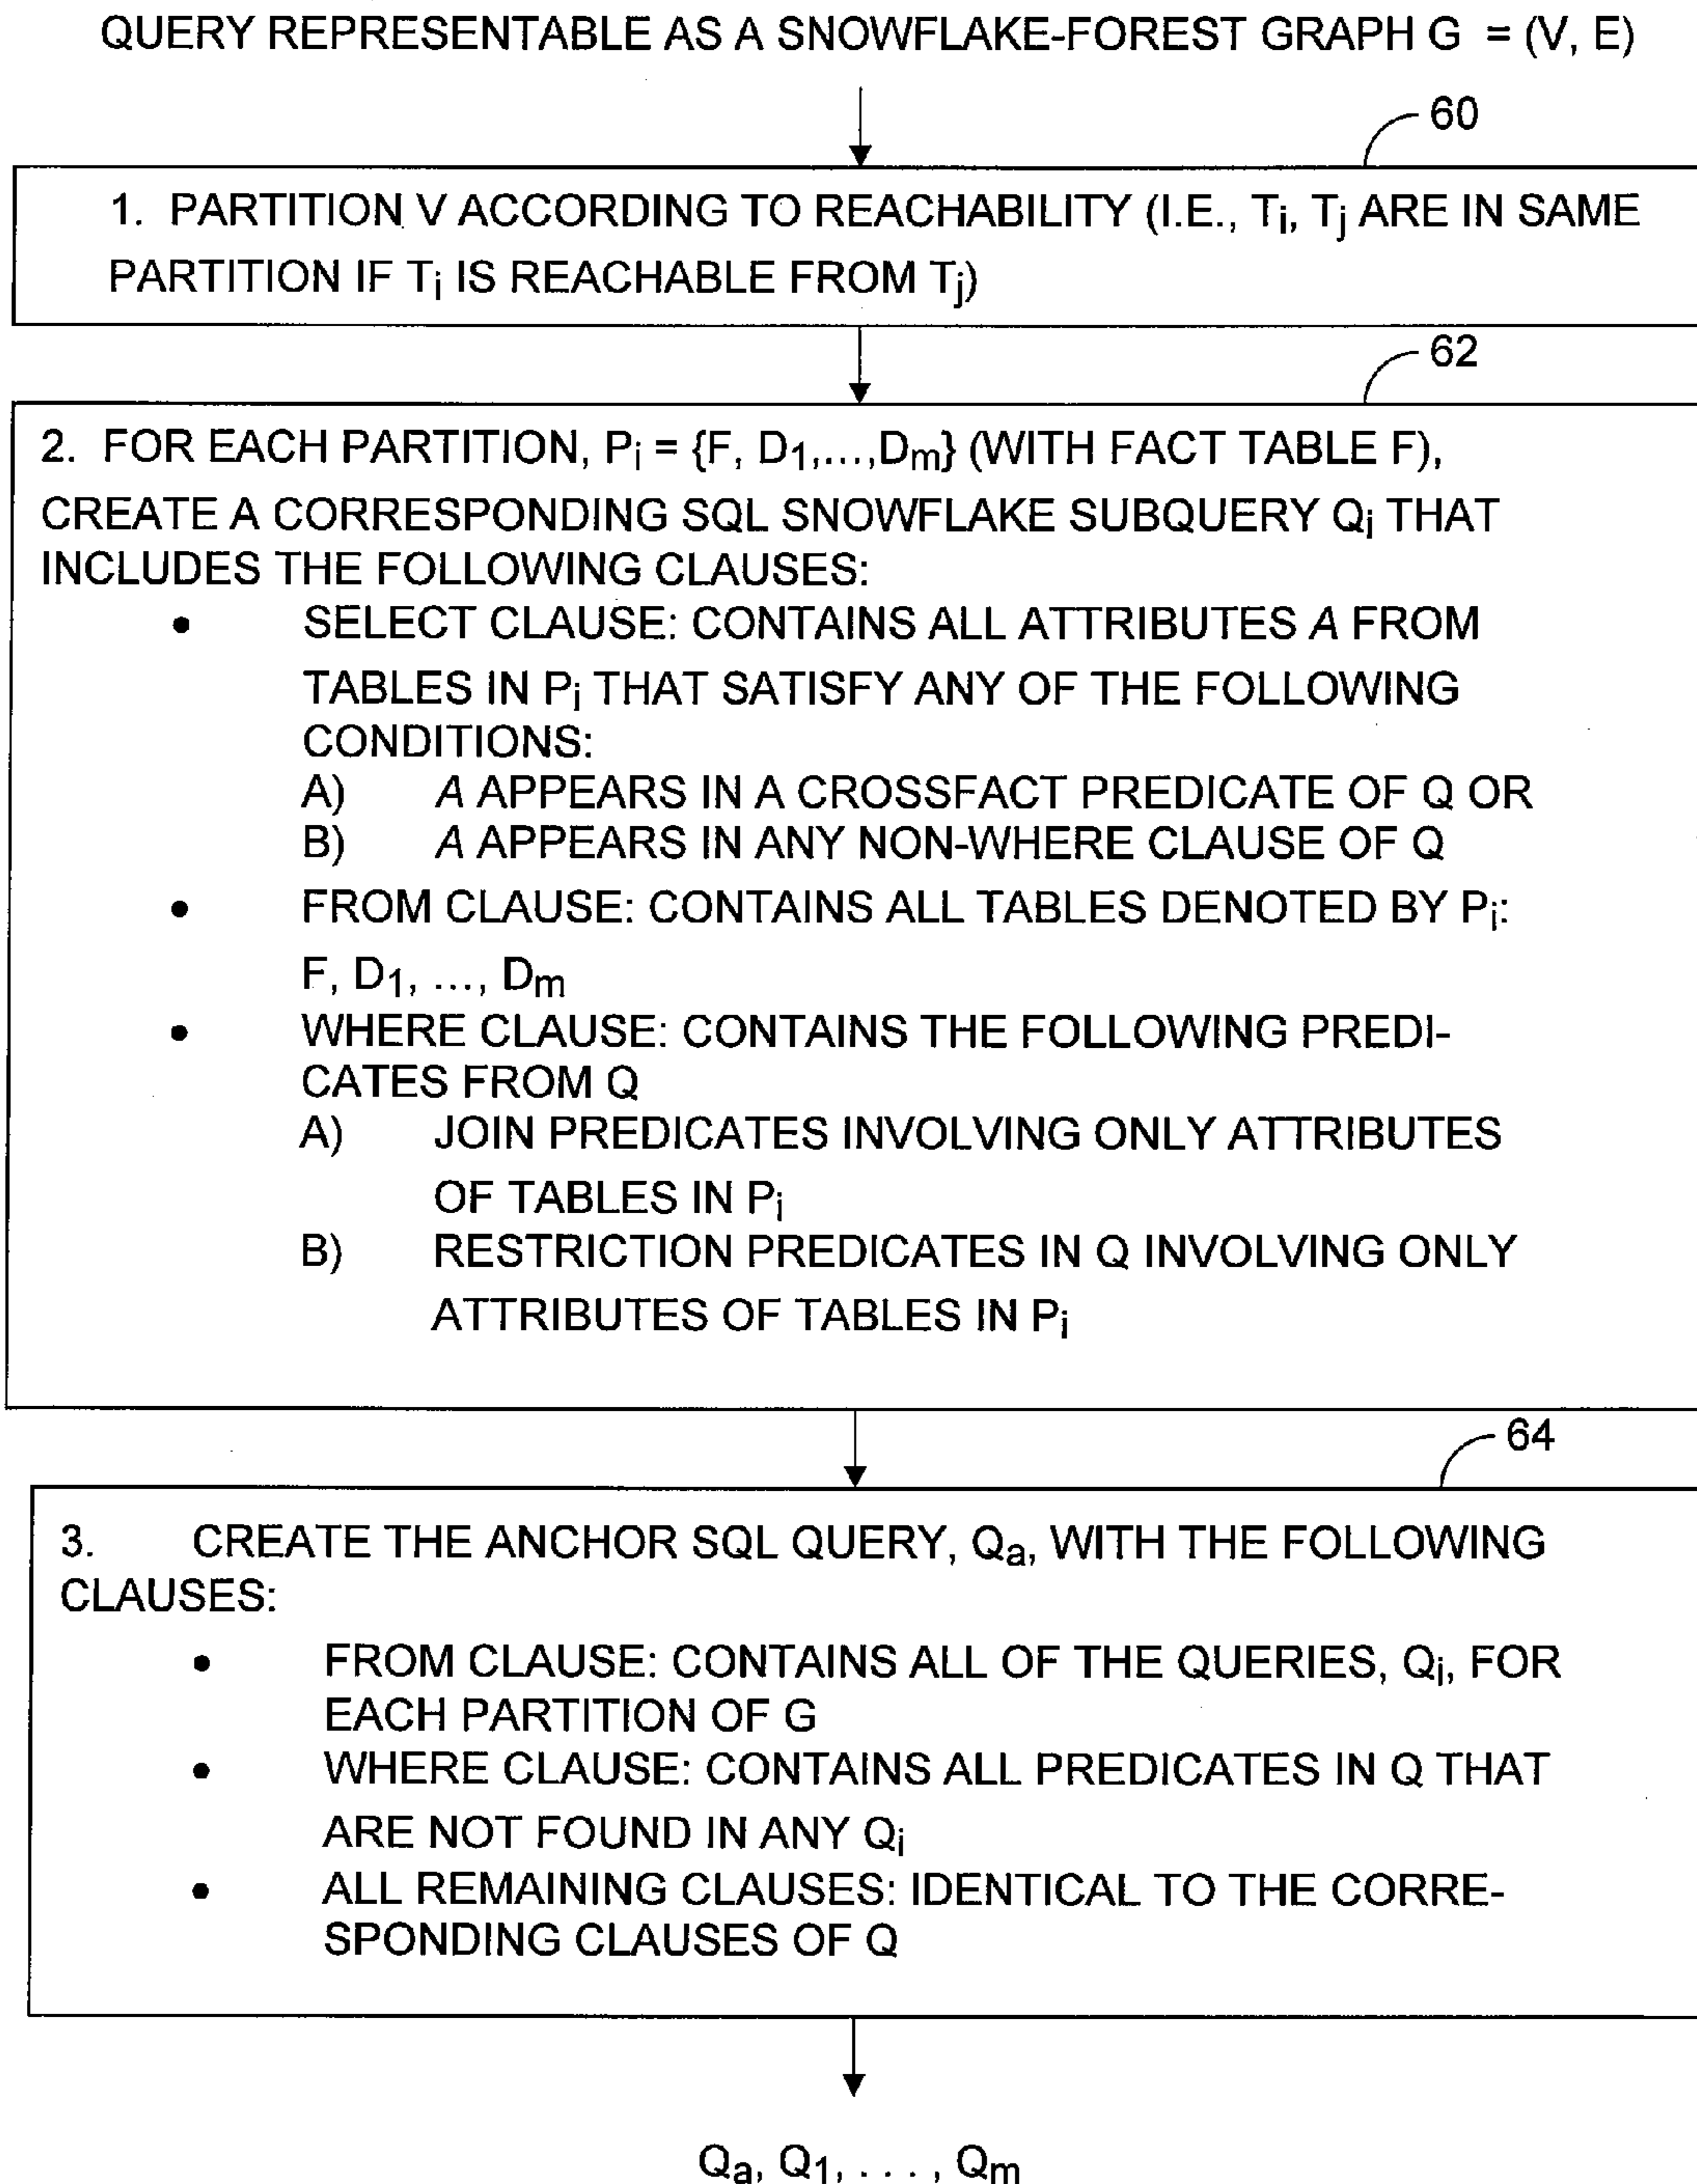 QUERY REPRESENTABLE AS A SNOWFLAKE-FOREST GRAPH G = (V, E)
60
1. PARTITION V ACCORDING TO REACHABILITY (I.E., Ti, Tj ARE IN SAME
PARTITION IF Ti IS REACHABLE FROM Tj)
62
2. FOR EACH PARTITION, Pi = {F, D1,...,Dm} (WITH FACT TABLE F),
CREATE A CORRESPONDING SQL SNOWFLAKE SUBQUERY Qi THAT
INCLUDES THE FOLLOWING CLAUSES:
• SELECT CLAUSE: CONTAINS ALL ATTRIBUTES A FROM
TABLES IN Pi THAT SATISFY ANY OF THE FOLLOWING
CONDITIONS:
A) A APPEARS IN A CROSSFACT PREDICATE OF Q OR
B) A APPEARS IN ANY NON-WHERE CLAUSE OF Q
• FROM CLAUSE: CONTAINS ALL TABLES DENOTED BY Pi:
F, D1, ..., Dm
• WHERE CLAUSE: CONTAINS THE FOLLOWING PREDI-
CATES FROM Q
A) JOIN PREDICATES INVOLVING ONLY ATTRIBUTES
OF TABLES IN Pi
B) RESTRICTION PREDICATES IN Q INVOLVING ONLY
ATTRIBUTES OF TABLES IN Pi
64
3. CREATE THE ANCHOR SQL QUERY, Qa, WITH THE FOLLOWING
CLAUSES:
• FROM CLAUSE: CONTAINS ALL OF THE QUERIES, Qi, FOR
EACH PARTITION OF G
• WHERE CLAUSE: CONTAINS ALL PREDICATES IN Q THAT
ARE NOT FOUND IN ANY Qi
• ALL REMAINING CLAUSES: IDENTICAL TO THE CORRE-
SPONDING CLAUSES OF Q
Qa, Q1, . . . , Qm